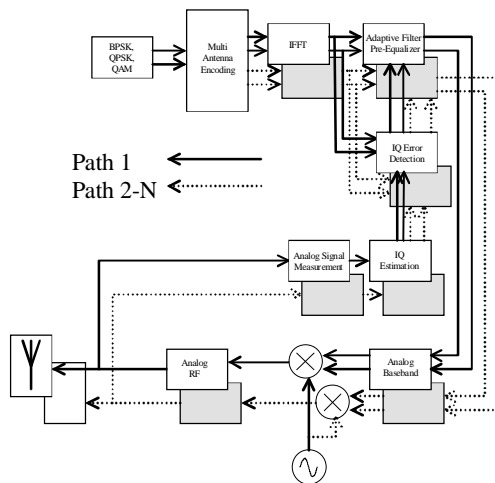 BPSK,
QPSK,
QAM
Multi
Antenna
Encoding
IFFT
Adaptive Filter
Pre-Equalizer
IQ Error
Detection
Path 1
Path 2-N
Analog Signal
Measurement
IQ
Estimation
Analog
RF
Analog
Baseband